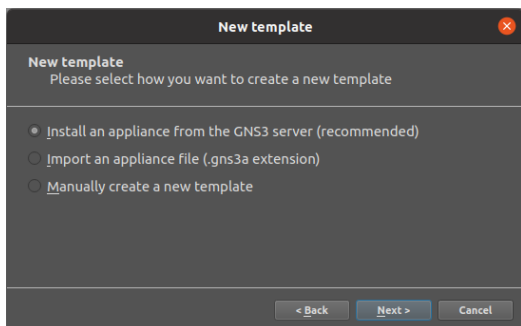 New template
New template
Please select how you want to create a new template
Install an appliance from the GNS3 server (recommended)
Import an appliance file (.gns3a extension)
Manually create a new template
< Back Next > Cancel